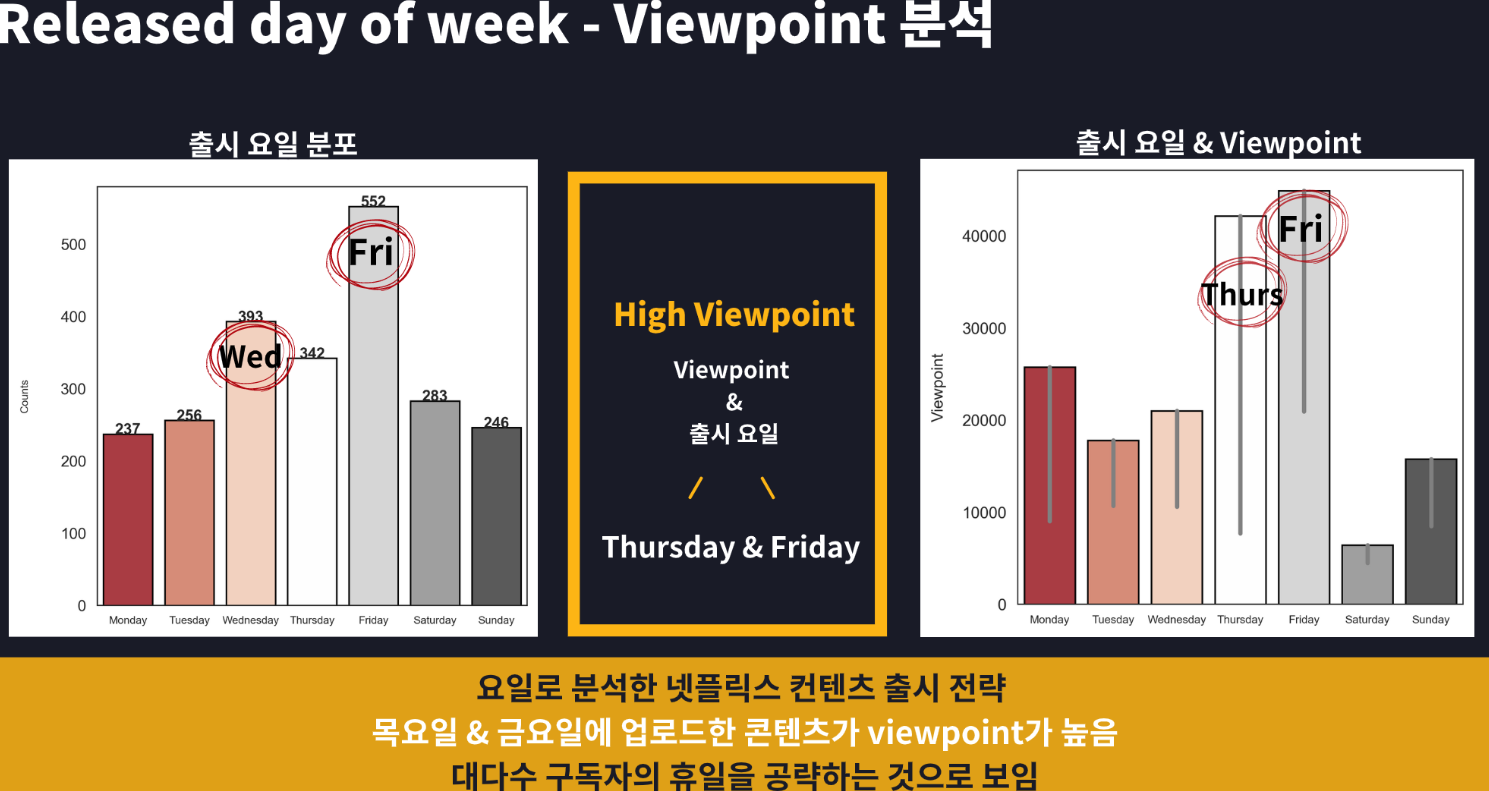 Released day of week - Viewpoint 분석
출시 요일 분포
552
Fri
500
400
393
Wed
342
300
283
256
246
237
200
100
0
Counts
Monday Tuesday Wednesday Thursday Friday Saturday Sunday
High Viewpoint
Viewpoint
&
출시 요일
Thursday & Friday
출시 요일 & Viewpoint
Fri
Thurs
40000
30000
20000
10000
0
Viewpoint
Monday Tuesday Wednesday Thursday Friday Saturday Sunday
요일로 분석한 넷플릭스 컨텐츠 출시 전략
목요일 & 금요일에 업로드한 콘텐츠가 viewpoint가 높음
대다수 구독자의 휴일을 공략하는 것으로 보임